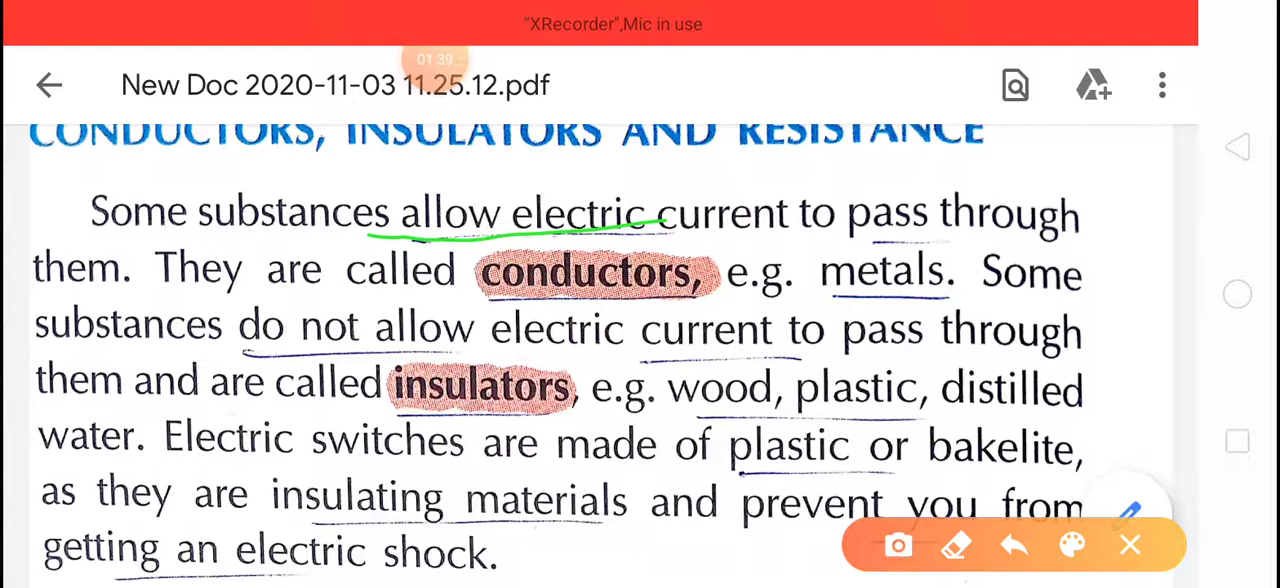 "XRecorder",Mic in use
01:39
New Doc 2020-11-03 11.25.12.pdf
CONDUCTORS, INSULATORS AND RESISTANCE
Some substances allow electric current to pass through
them. They are called conductors, e.g. metals. Some
substances do not allow electric current to pass through
them and are called insulators, e.g. wood, plastic, distilled
water. Electric switches are made of plastic or bakelite,
as they are insulating materials and prevent you from
getting an electric shock.